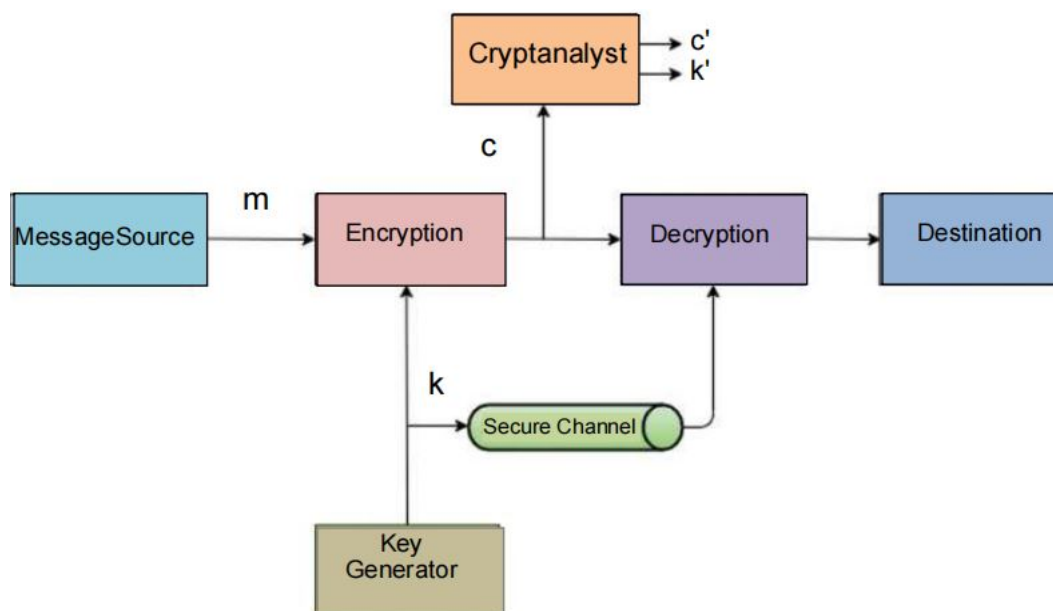 Cryptanalyst
c'
k'
c
m
MessageSource
Encryption
Decryption
Destination
k
Secure Channel
Key
Generator